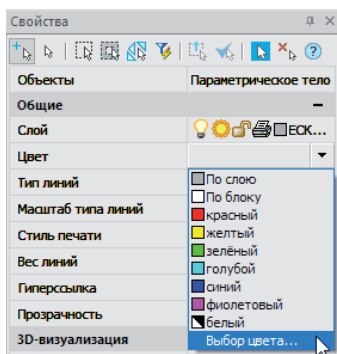 Свойства
Объекты Параметрическое тело
Общие
Слой ЕСК...
Цвет
Тип линий
Масштаб типа линий
Стиль печати
Вес линий
Гиперссылка
Прозрачность
3D-визуализация
По слою
По блоку
красный
желтый
зелёный
голубой
синий
фиолетовый
белый
Выбор цвета...